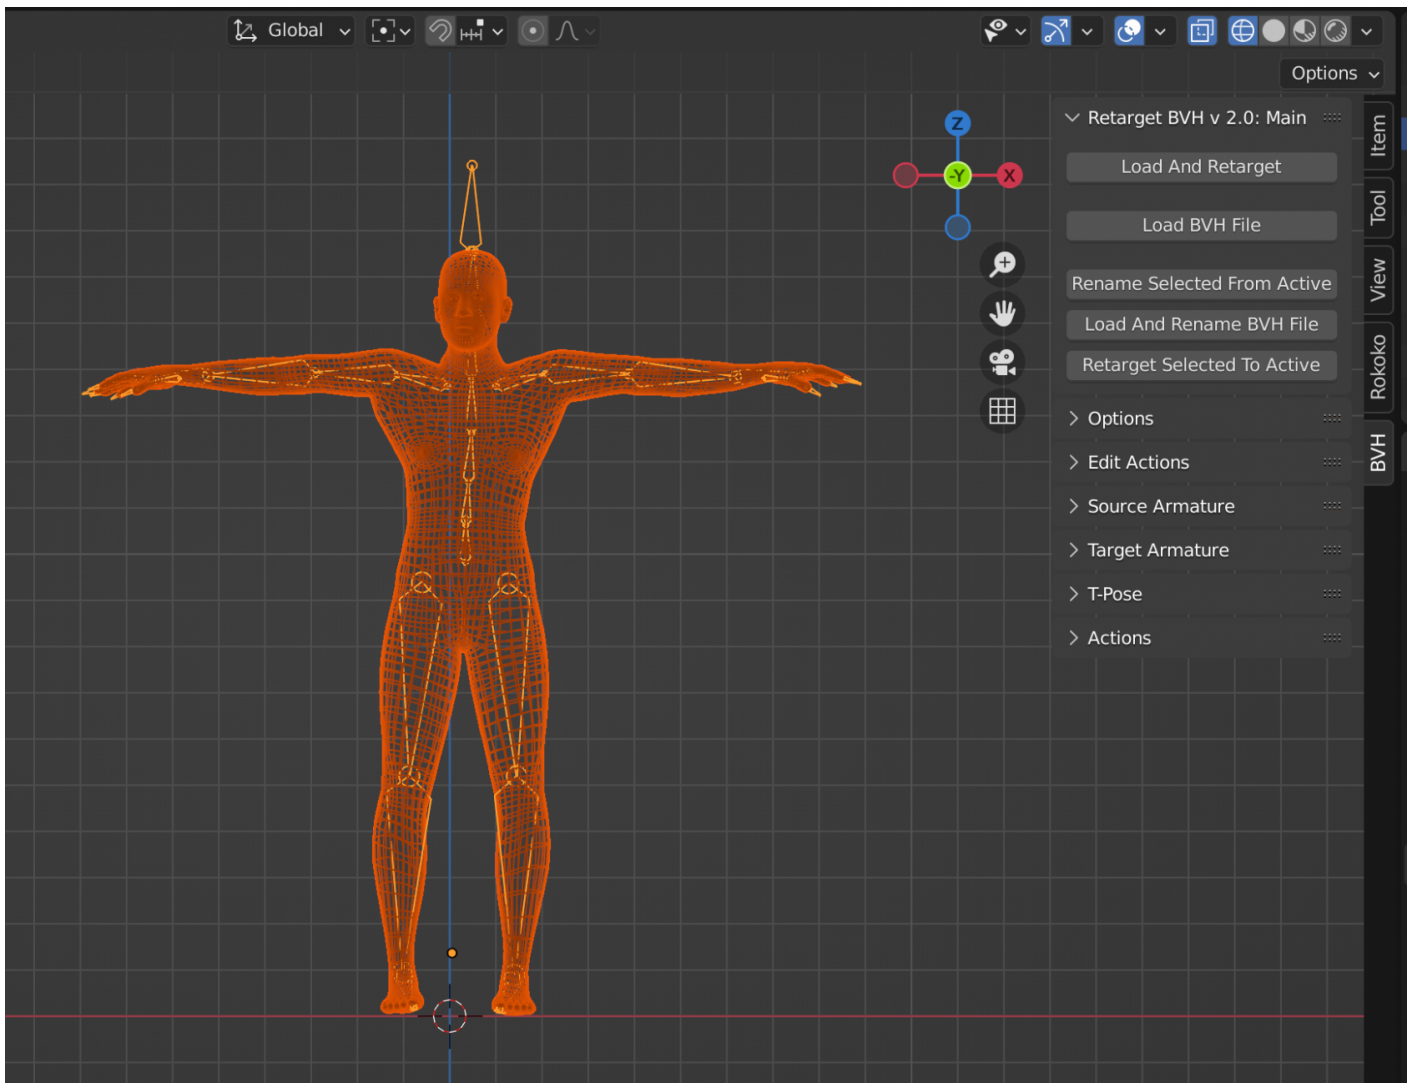 Global
Options
Z
-Y
X
Retarget BVH v 2.0: Main
Load And Retarget
Load BVH File
Rename Selected From Active
Load And Rename BVH File
Retarget Selected To Active
Options
Edit Actions
Source Armature
Target Armature
T-Pose
Actions
Item
Tool
View
Rokoko
BVH